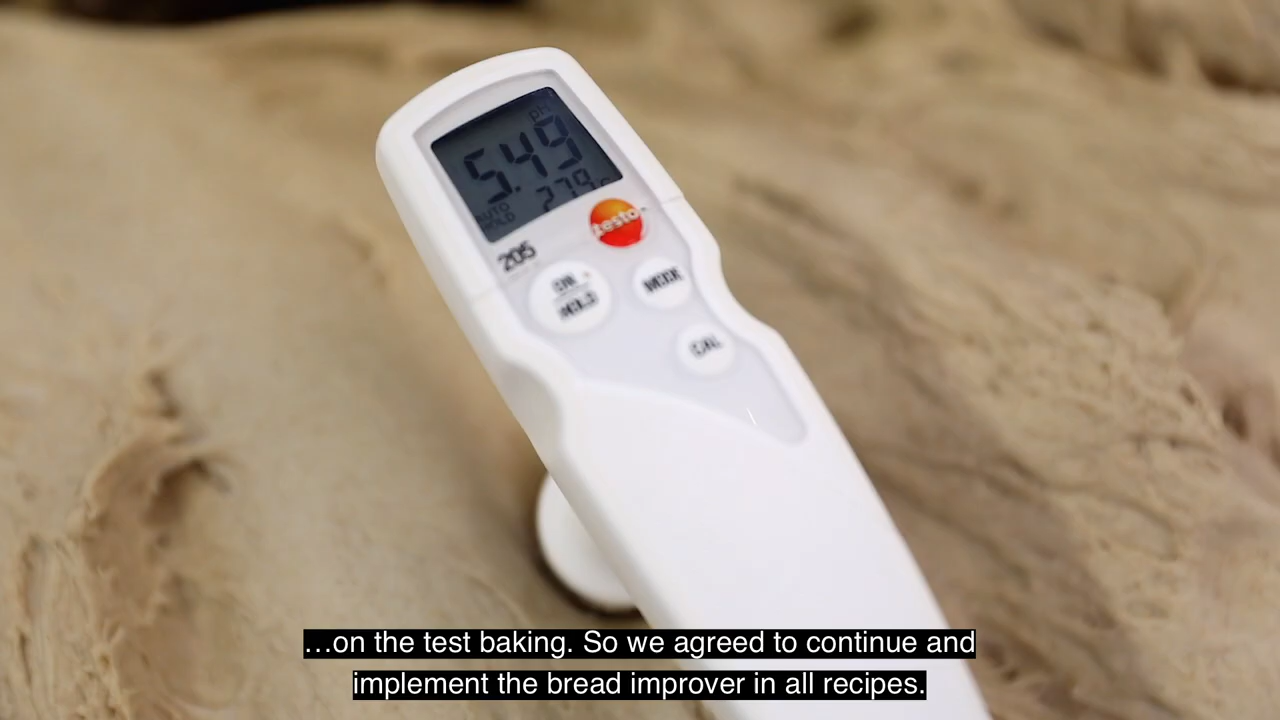 pH
5.49
27.9°C
AUTO
HOLD
testo
205
ON
HOLD
MODE
CAL
…on the test baking. So we agreed to continue and
implement the bread improver in all recipes.